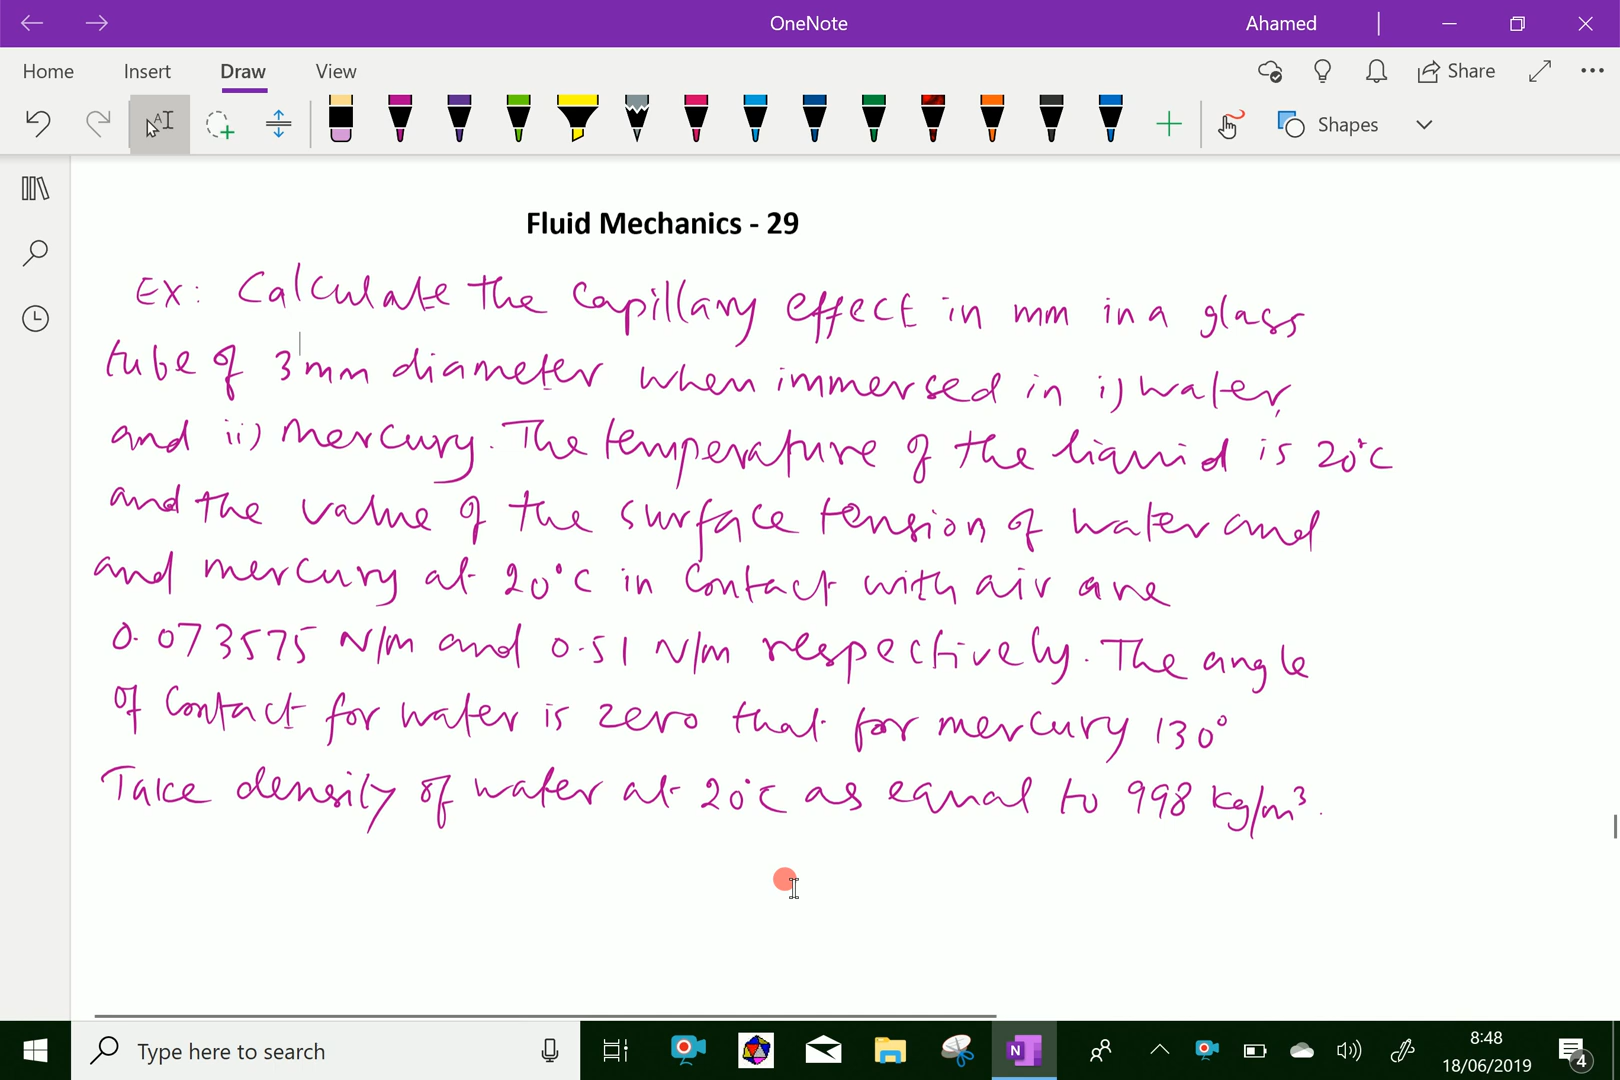 OneNote
Ahamed
Home Insert Draw View
Share
Shapes
Fluid Mechanics - 29
Ex: Calculate the capillary effect in mm in a glass
tube of 3 mm diameter when immersed in i) water,
and ii) mercury. The temperature of the liquid is 20°C
and the value of the surface tension of water and
and mercury at 20°C in contact with air are
0.073575 N/m and 0.51 N/m respectively. The angle
of contact for water is zero that for mercury 130°
Take density of water at 20°C as equal to 998 kg/m³.
Type here to search
N
8:48
18/06/2019
4